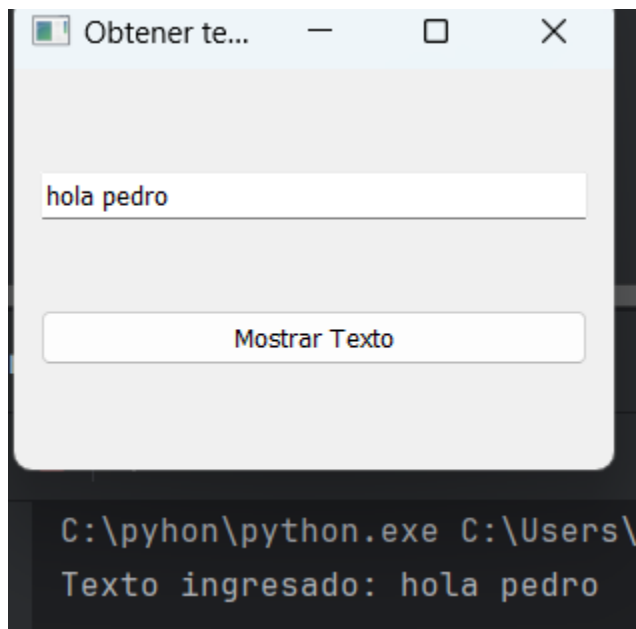 Obtener te...
hola pedro
Mostrar Texto
C:\pyhon\python.exe C:\Users\
Texto ingresado: hola pedro